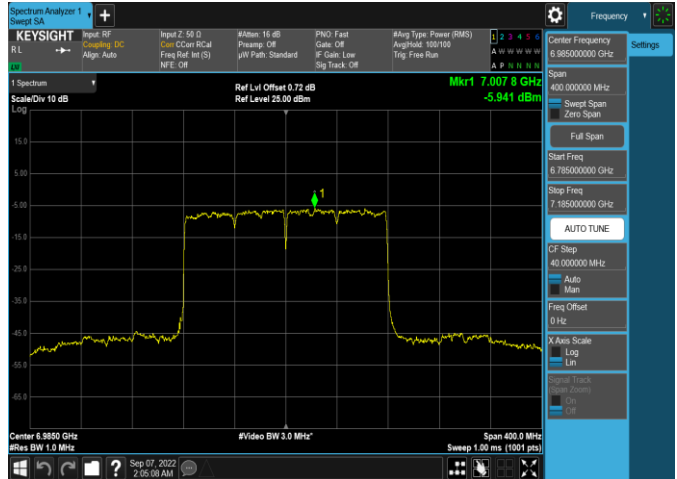 Spectrum Analyzer 1
Swept SA
+
Frequency
KEYSIGHT
RL
Input: RF
Coupling: DC
Align: Auto
Input Z: 50 Ω
Corr CCorr RCal
Freq Ref: Int (S)
NFE: Off
#Atten: 16 dB
Preamp: Off
µW Path: Standard
PNO: Fast
Gate: Off
IF Gain: Low
Sig Track: Off
#Avg Type: Power (RMS)
Avg|Hold: 100/100
Trig: Free Run
1 2 3 4 5 6
A W W W W W
A P N N N N
1 Spectrum
Scale/Div 10 dB
Log
Ref Lvl Offset 0.72 dB
Ref Level 25.00 dBm
Mkr1 7.007 8 GHz
-5.941 dBm
15.0
5.00
-5.00
-15.0
-25.0
-35.0
-45.0
-55.0
-65.0
1
Center 6.9850 GHz
#Res BW 1.0 MHz
#Video BW 3.0 MHz*
Span 400.0 MHz
Sweep 1.00 ms (1001 pts)
Sep 07, 2022
2:05:08 AM
?
Center Frequency
6.985000000 GHz
Settings
Span
400.000000 MHz
Swept Span
Zero Span
Full Span
Start Freq
6.785000000 GHz
Stop Freq
7.185000000 GHz
AUTO TUNE
CF Step
40.000000 MHz
Auto
Man
Freq Offset
0 Hz
X Axis Scale
Log
Lin
Signal Track
(Span Zoom)
On
Off